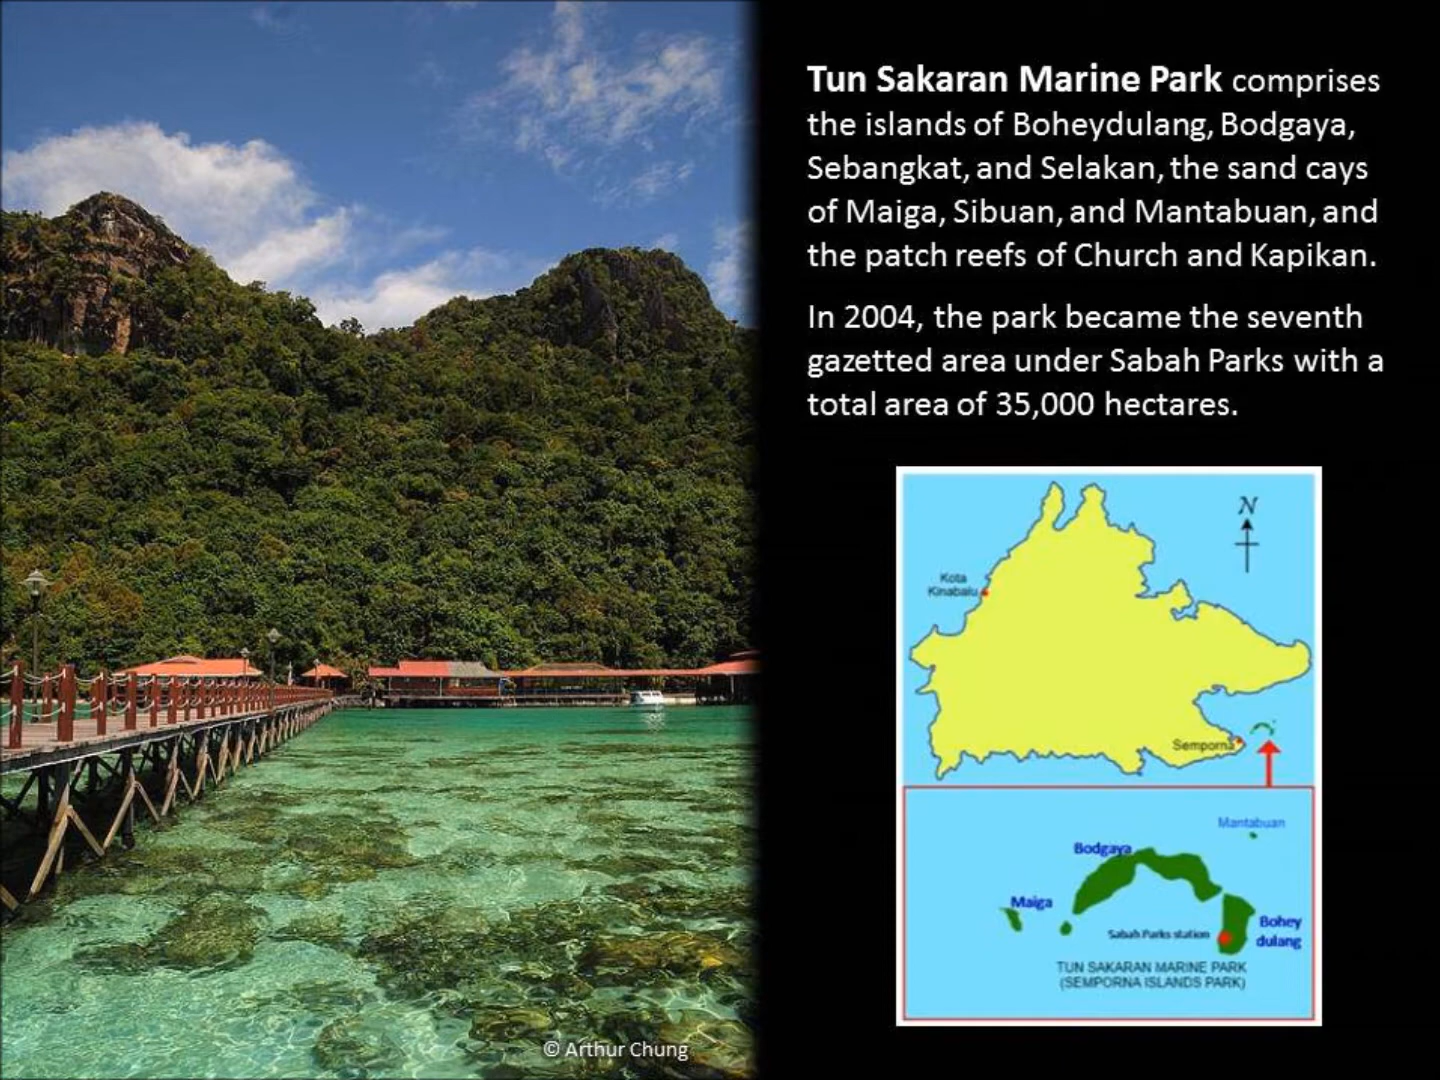 Tun Sakaran Marine Park comprises
the islands of Boheydulang, Bodgaya,
Sebangkat, and Selakan, the sand cays
of Maiga, Sibuan, and Mantabuan, and
the patch reefs of Church and Kapikan.
In 2004, the park became the seventh
gazetted area under Sabah Parks with a
total area of 35,000 hectares.
N
Kota
Kinabalu
Semporna
Mantabuan
Bodgaya
Maiga
Bohey
dulang
Sabah Parks station
TUN SAKARAN MARINE PARK
(SEMPORNA ISLANDS PARK)
© Arthur Chung